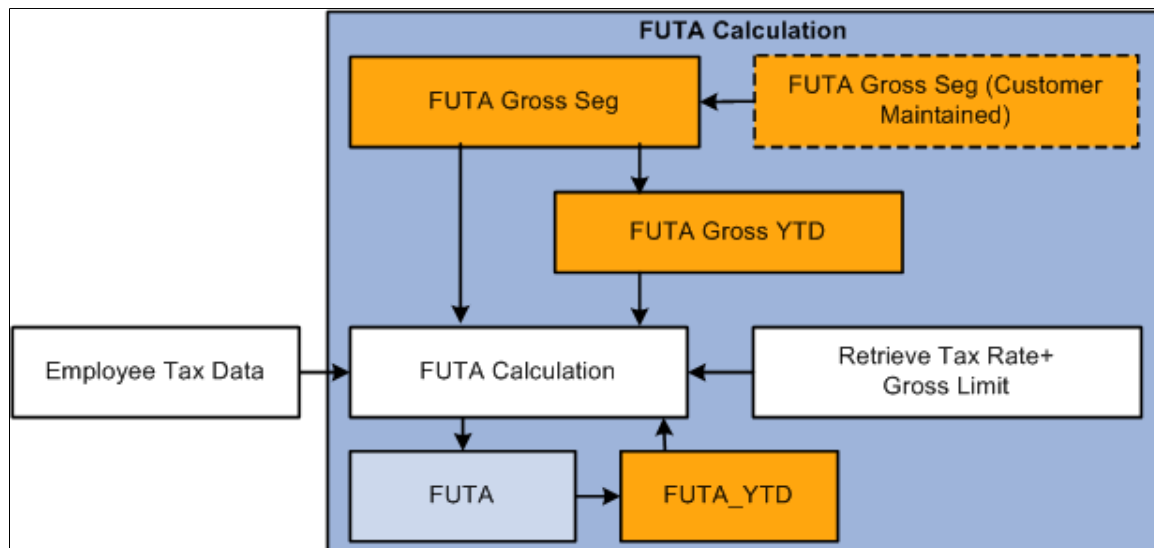 FUTA Calculation
FUTA Gross Seg
FUTA Gross Seg (Customer
Maintained)
FUTA Gross YTD
Employee Tax Data
FUTA Calculation
Retrieve Tax Rate+
Gross Limit
FUTA
FUTA_YTD